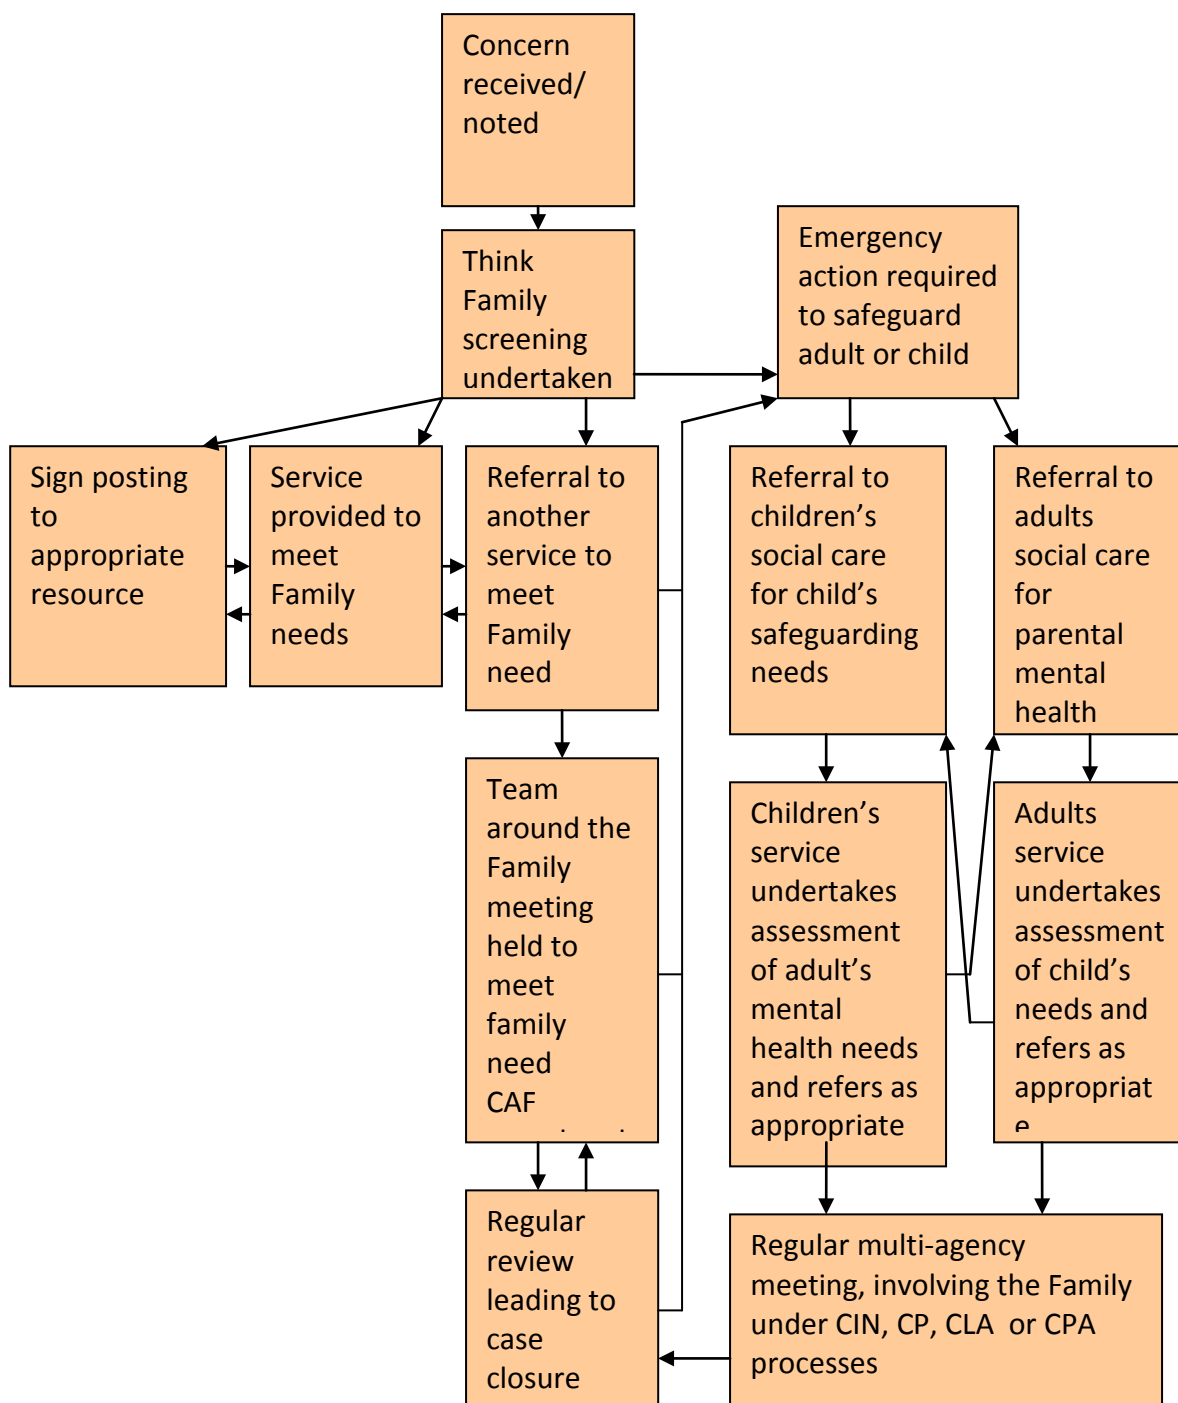 Concern
received/
noted
Think
Family
screening
undertaken
Emergency
action required
to safeguard
adult or child
Sign posting
to
appropriate
resource
Service
provided to
meet
Family
needs
Referral to
another
service to
meet
Family
need
Referral to
children’s
social care
for child’s
safeguarding
needs
Referral to
adults
social care
for
parental
mental
health
Team
around the
Family
meeting
held to
meet
family
need
CAF
Children’s
service
undertakes
assessment
of adult’s
mental
health needs
and refers as
appropriate
Adults
service
undertakes
assessment
of child’s
needs and
refers as
appropriat
e
Regular
review
leading to
case
closure
Regular multi-agency
meeting, involving the Family
under CIN, CP, CLA  or CPA
processes